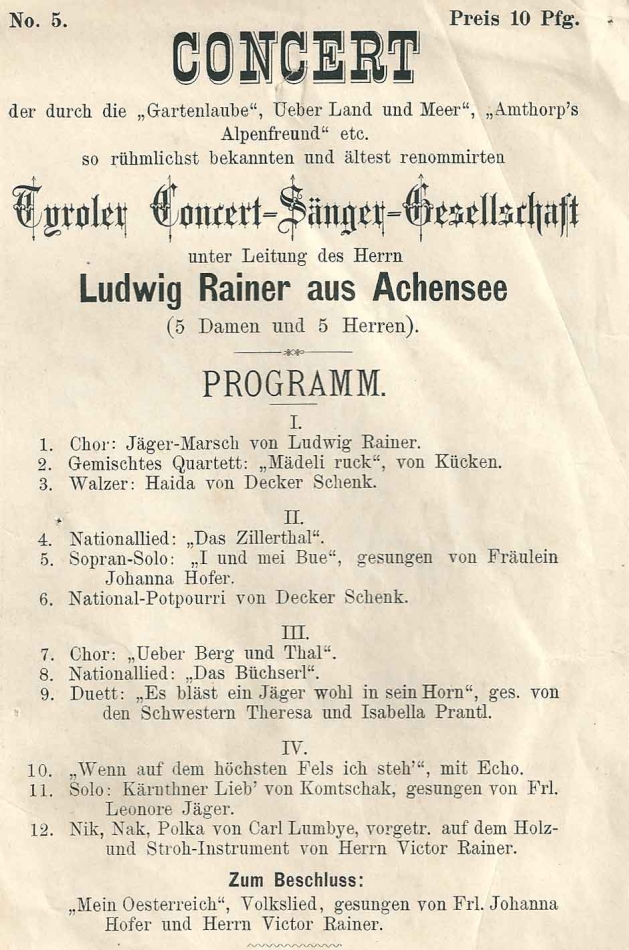 No. 5.
Preis 10 Pfg.
CONCERT
der durch die „Gartenlaube“, Ueber Land und Meer“, „Amthorp's
Alpenfreund“ etc.
so rühmlichst bekannten und ältest renommirten
Tyroler Concert-Sänger-Gesellschaft
unter Leitung des Herrn
Ludwig Rainer aus Achensee
(5 Damen und 5 Herren).
PROGRAMM.
I.
1. Chor: Jäger-Marsch von Ludwig Rainer.
2. Gemischtes Quartett: „Mädeli ruck“, von Kücken.
3. Walzer: Haida von Decker Schenk.
II.
4. Nationallied: „Das Zillerthal“.
5. Sopran-Solo: „I und mei Bue“, gesungen von Fräulein
Johanna Hofer.
6. National-Potpourri von Decker Schenk.
III.
7. Chor: „Ueber Berg und Thal“.
8. Nationallied: „Das Büchserl“.
9. Duett: „Es bläst ein Jäger wohl in sein Horn“, ges. von
den Schwestern Theresa und Isabella Prantl.
IV.
10. „Wenn auf dem höchsten Fels ich steh'“, mit Echo.
11. Solo: Kärnthner Lieb' von Komtschak, gesungen von Frl.
Leonore Jäger.
12. Nik, Nak, Polka von Carl Lumbye, vorgetr. auf dem Holz-
und Stroh-Instrument von Herrn Victor Rainer.
Zum Beschluss:
„Mein Oesterreich“, Volkslied, gesungen von Frl. Johanna
Hofer und Herrn Victor Rainer.